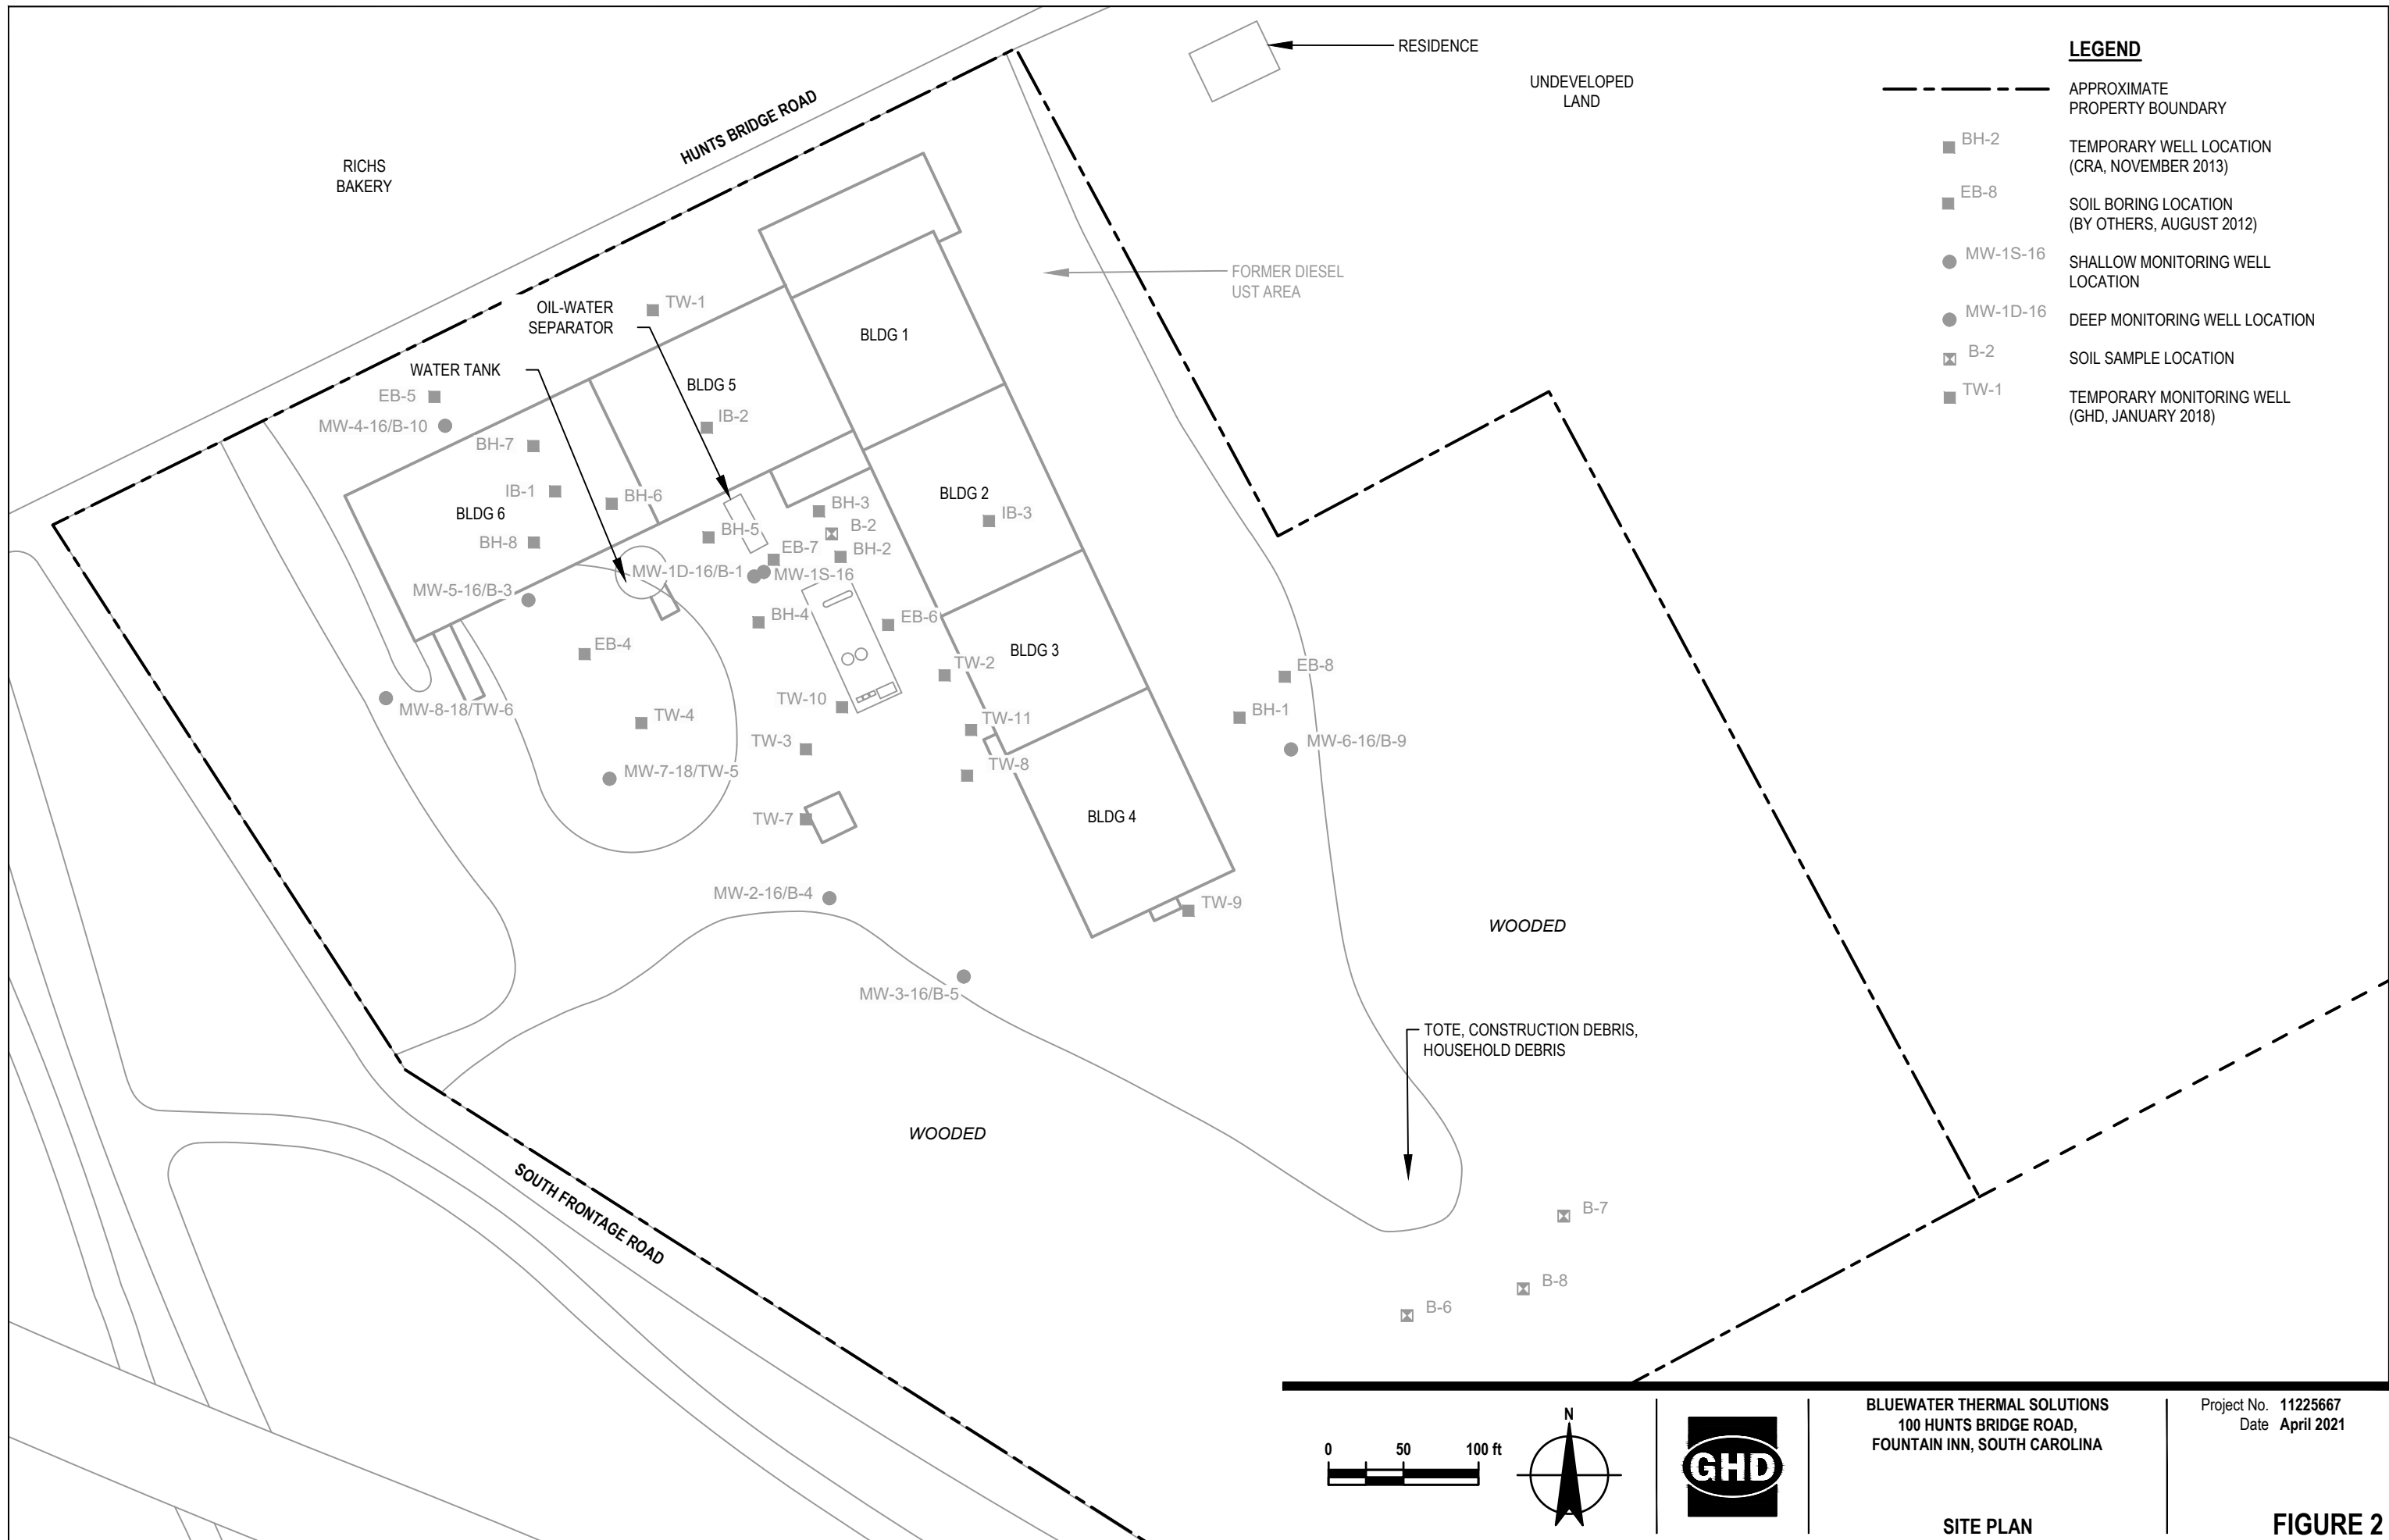 RESIDENCE
UNDEVELOPED
LAND
HUNTS BRIDGE ROAD
RICHS
BAKERY
FORMER DIESEL
UST AREA
OIL-WATER
SEPARATOR
TW-1
WATER TANK
BLDG 1
BLDG 5
EB-5
MW-4-16/B-10
IB-2
BH-7
IB-1
BH-6
BLDG 6
BH-8
BLDG 2
IB-3
BH-3
B-2
BH-5
EB-7
BH-2
MW-1D-16/B-1
MW-1S-16
MW-5-16/B-3
BH-4
EB-6
EB-4
BLDG 3
TW-2
EB-8
MW-8-18/TW-6
TW-10
TW-4
TW-11
BH-1
TW-3
MW-6-16/B-9
TW-8
MW-7-18/TW-5
TW-7
BLDG 4
MW-2-16/B-4
TW-9
WOODED
MW-3-16/B-5
TOTE, CONSTRUCTION DEBRIS,
HOUSEHOLD DEBRIS
WOODED
SOUTH FRONTAGE ROAD
B-7
B-8
B-6
LEGEND
APPROXIMATE
PROPERTY BOUNDARY
BH-2
TEMPORARY WELL LOCATION
(CRA, NOVEMBER 2013)
EB-8
SOIL BORING LOCATION
(BY OTHERS, AUGUST 2012)
MW-1S-16
SHALLOW MONITORING WELL
LOCATION
MW-1D-16
DEEP MONITORING WELL LOCATION
B-2
SOIL SAMPLE LOCATION
TW-1
TEMPORARY MONITORING WELL
(GHD, JANUARY 2018)
0 50 100 ft
N
GHD
BLUEWATER THERMAL SOLUTIONS
100 HUNTS BRIDGE ROAD,
FOUNTAIN INN, SOUTH CAROLINA
SITE PLAN
Project No. 11225667
Date April 2021
FIGURE 2